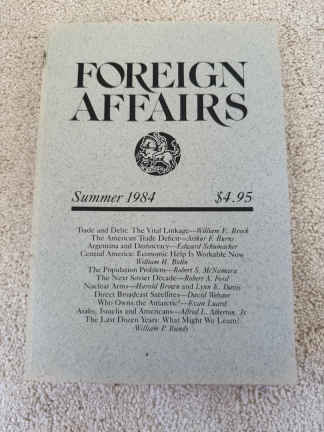 FOREIGN
AFFAIRS
Summer 1984 $4.95
Trade and Debt: The Vital Linkage—William E. Brock
The American Trade Deficit—Arthur F. Burns
Argentina and Democracy—Edward Schumacher
Central America: Economic Help Is Workable Now
William H. Bolin
The Population Problem—Robert S. McNamara
The Next Soviet Decade—Robert A. Ford
Nuclear Arms—Harold Brown and Lynn E. Davis
Direct Broadcast Satellites—David Webster
Who Owns the Antarctic?—Evan Luard
Arabs, Israelis and Americans—Alfred L. Atherton, Jr.
The Last Dozen Years: What Might We Learn?
William P. Bundy